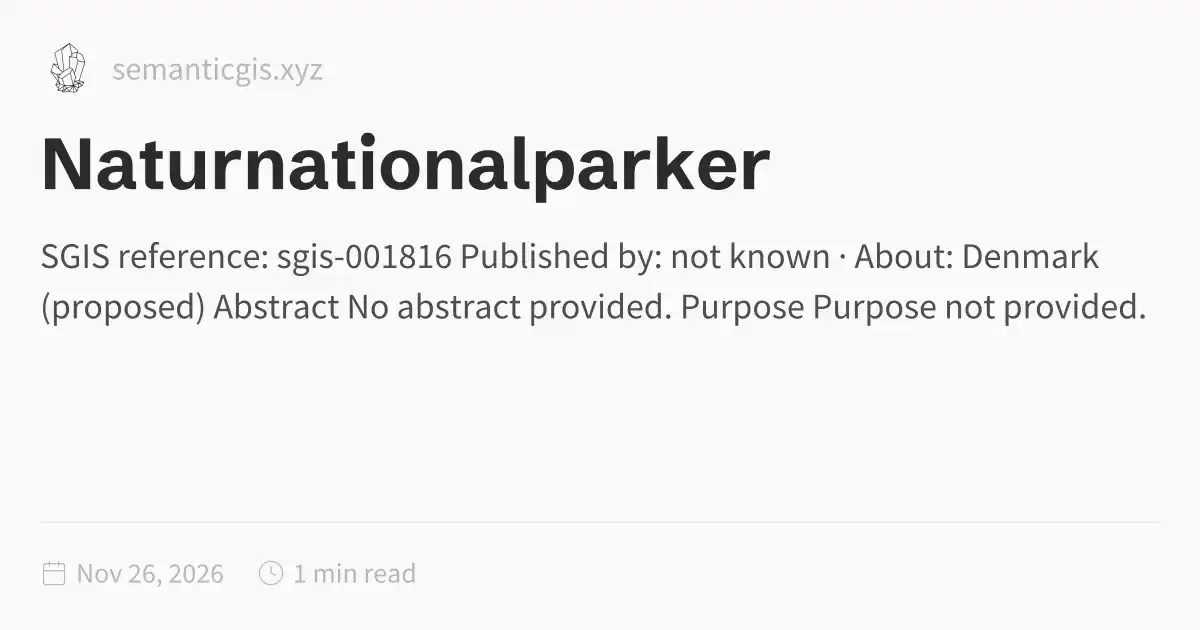 semanticgis.xyz
Naturnationalparker
SGIS reference: sgis-001816 Published by: not known · About: Denmark
(proposed) Abstract No abstract provided. Purpose Purpose not provided.
Nov 26, 2026 1 min read